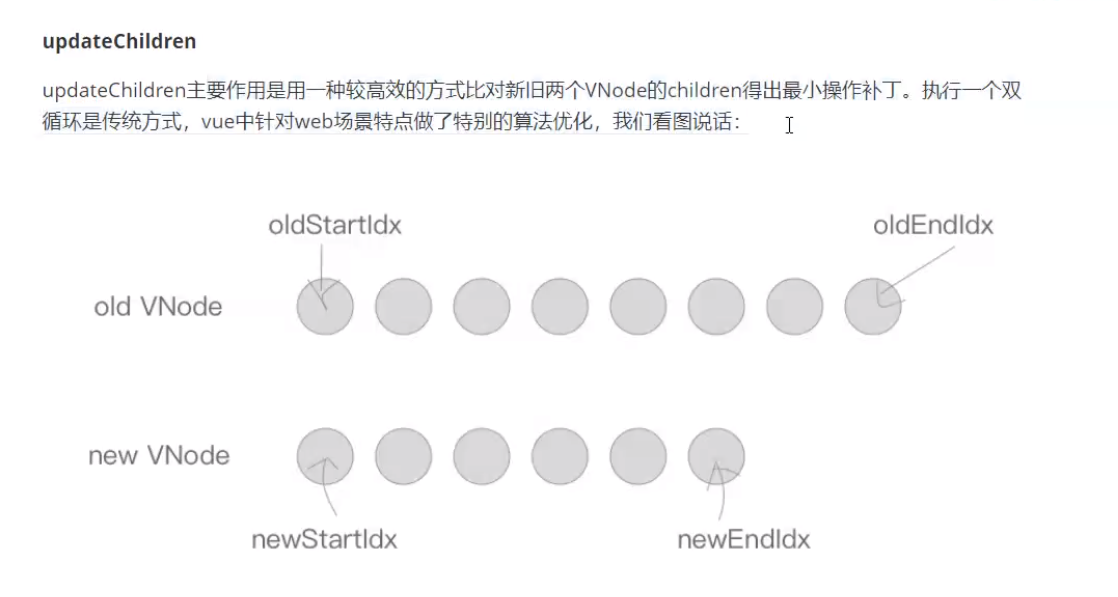 updateChildren
updateChildren主要作用是用一种较高效的方式比对新旧两个VNode的children得出最小操作补丁。执行一个双
循环是传统方式，vue中针对web场景特点做了特别的算法优化，我们看图说话：
oldStartIdx
oldEndIdx
old VNode
new VNode
newStartIdx
newEndIdx